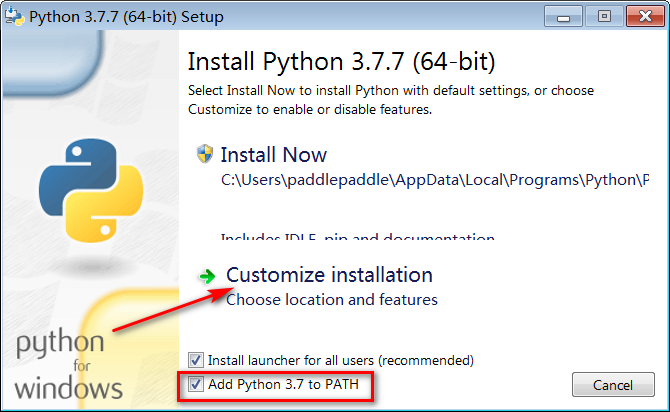 Python 3.7.7 (64-bit) Setup
Install Python 3.7.7 (64-bit)
Select Install Now to install Python with default settings, or choose
Customize to enable or disable features.
Install Now
C:\Users\paddlepaddle\AppData\Local\Programs\Python\P
Includes IDLE, pip and documentation
Customize installation
Choose location and features
python
for
windows
Install launcher for all users (recommended)
Add Python 3.7 to PATH
Cancel